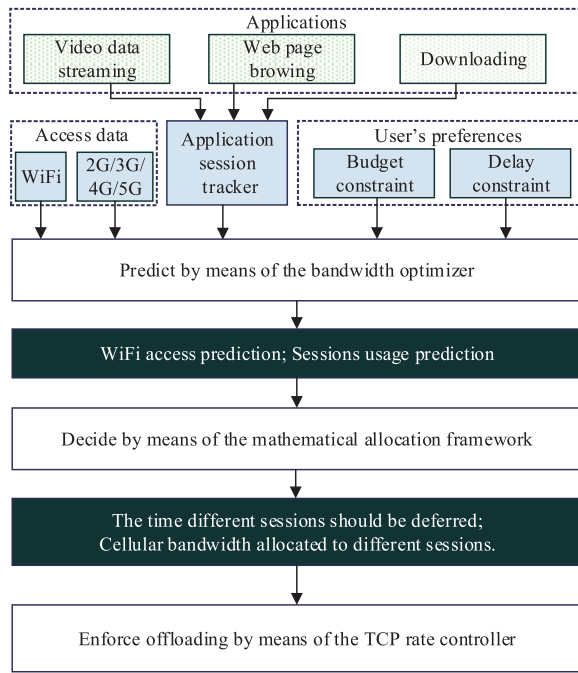 Applications
Video data
streaming
Web page
browing
Downloading
Access data
WiFi
2G/3G/
4G/5G
Application
session
tracker
User's preferences
Budget
constraint
Delay
constraint
Predict by means of the bandwidth optimizer
WiFi access prediction; Sessions usage prediction
Decide by means of the mathematical allocation framework
The time different sessions should be deferred;
Cellular bandwidth allocated to different sessions.
Enforce offloading by means of the TCP rate controller